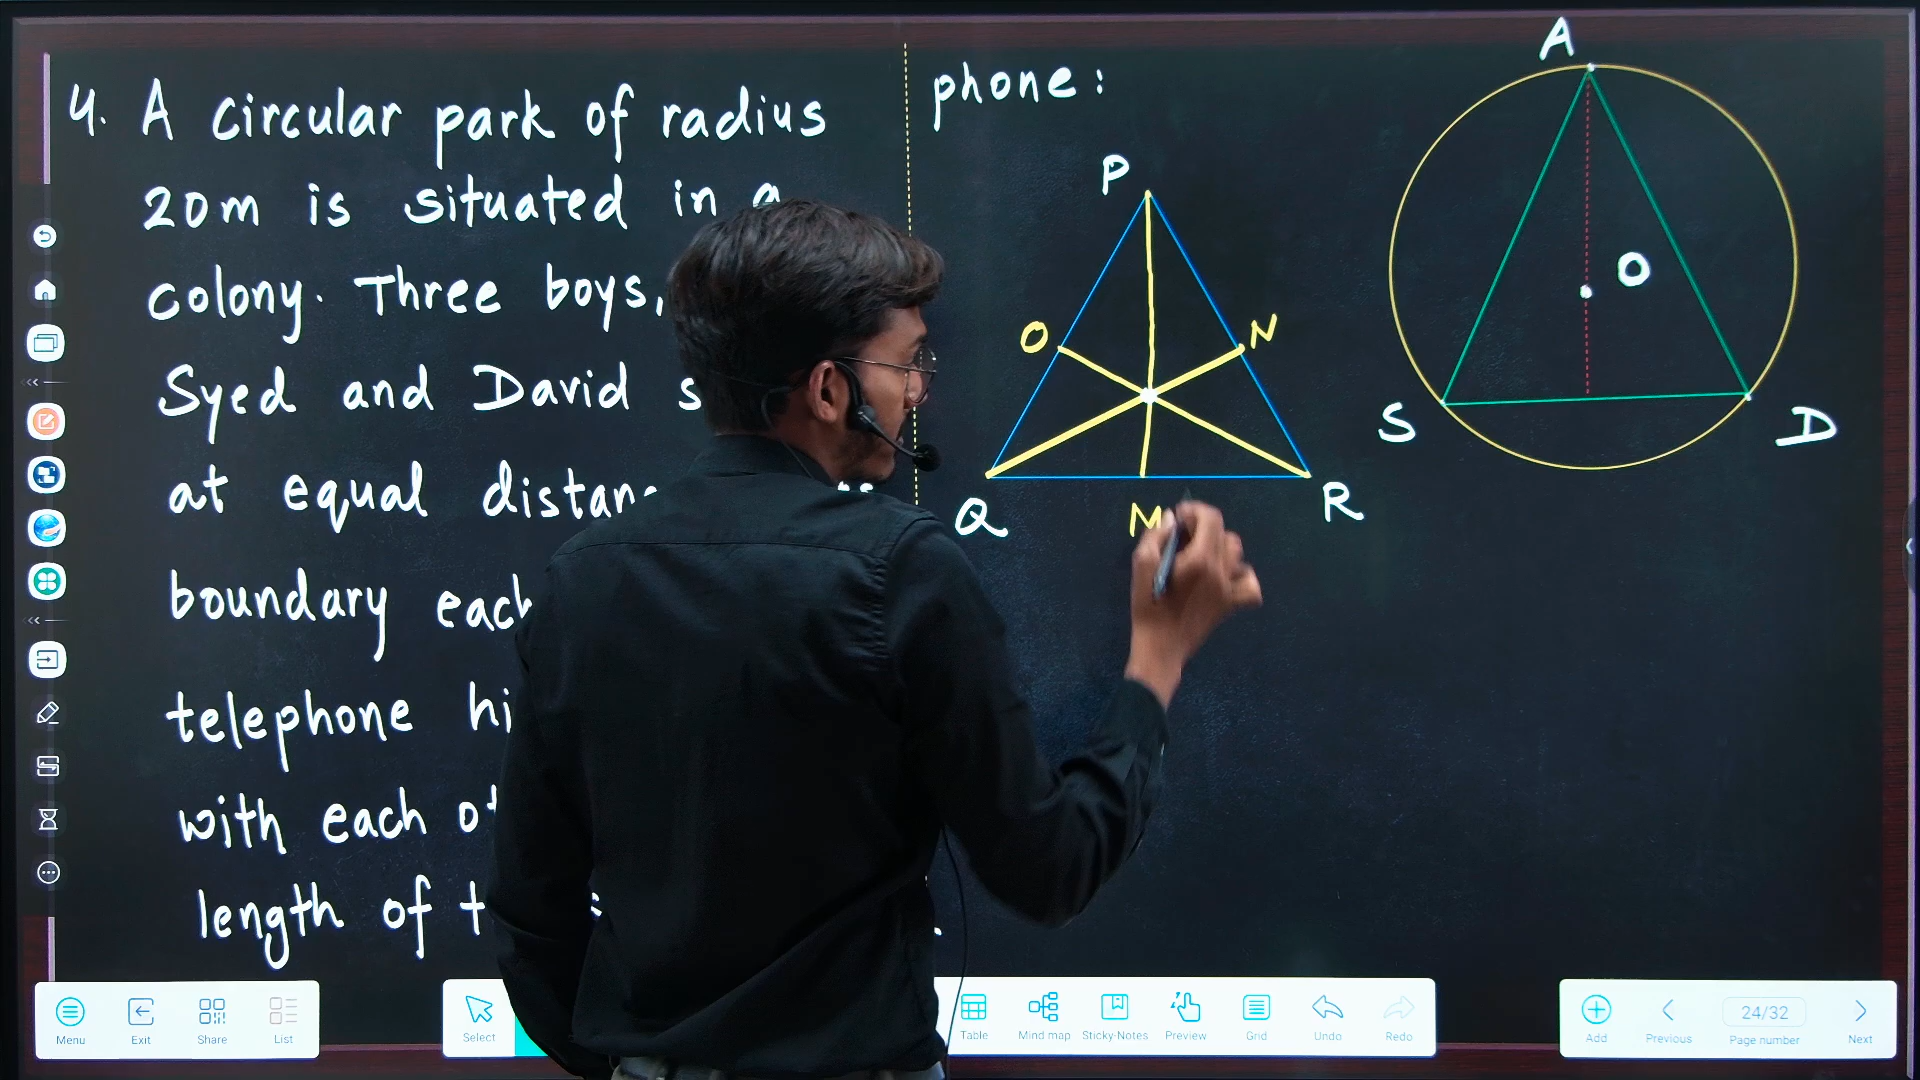 4. A circular park of radius
20m is situated in a
colony. Three boys,
Syed and David
at equal
boundary each
telephone
with each
length of
phone:
A
P
O
N
O
S
D
Q
M
R
Menu
Exit
Share
List
Select
Table
Mind map
Sticky-Notes
Preview
Grid
Undo
Redo
Add
Previous
24/32
Page number
Next